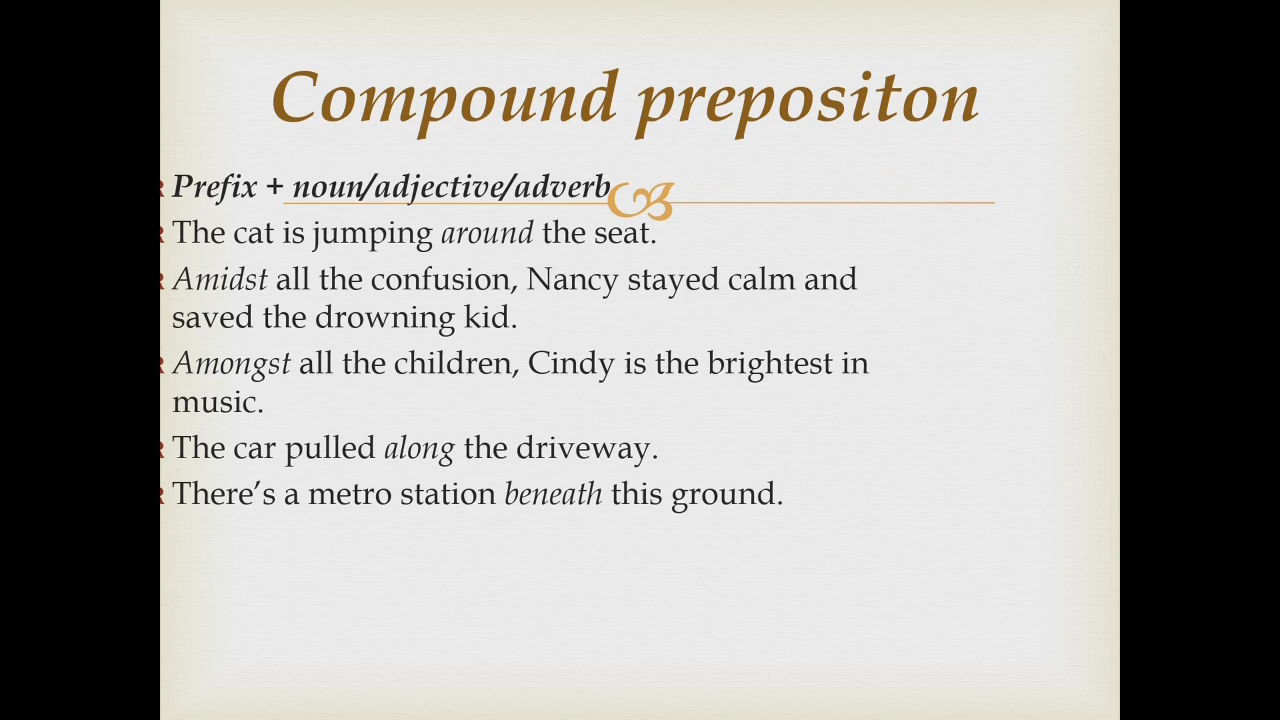 Compound prepositon
Prefix + noun/adjective/adverb
The cat is jumping around the seat.
Amidst all the confusion, Nancy stayed calm and
saved the drowning kid.
Amongst all the children, Cindy is the brightest in
music.
The car pulled along the driveway.
There’s a metro station beneath this ground.